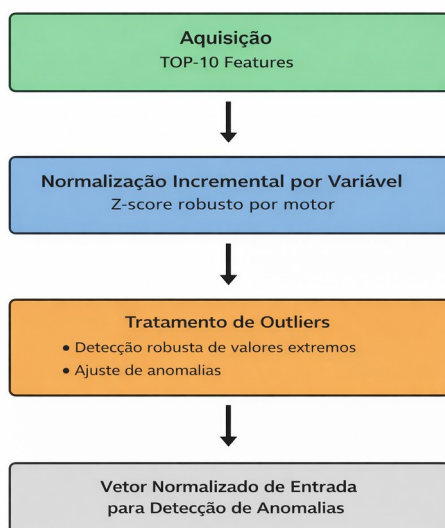 Aquisição
TOP-10 Features
Normalização Incremental por Variável
Z-score robusto por motor
Tratamento de Outliers
• Detecção robusta de valores extremos
• Ajuste de anomalias
Vetor Normalizado de Entrada
para Detecção de Anomalias